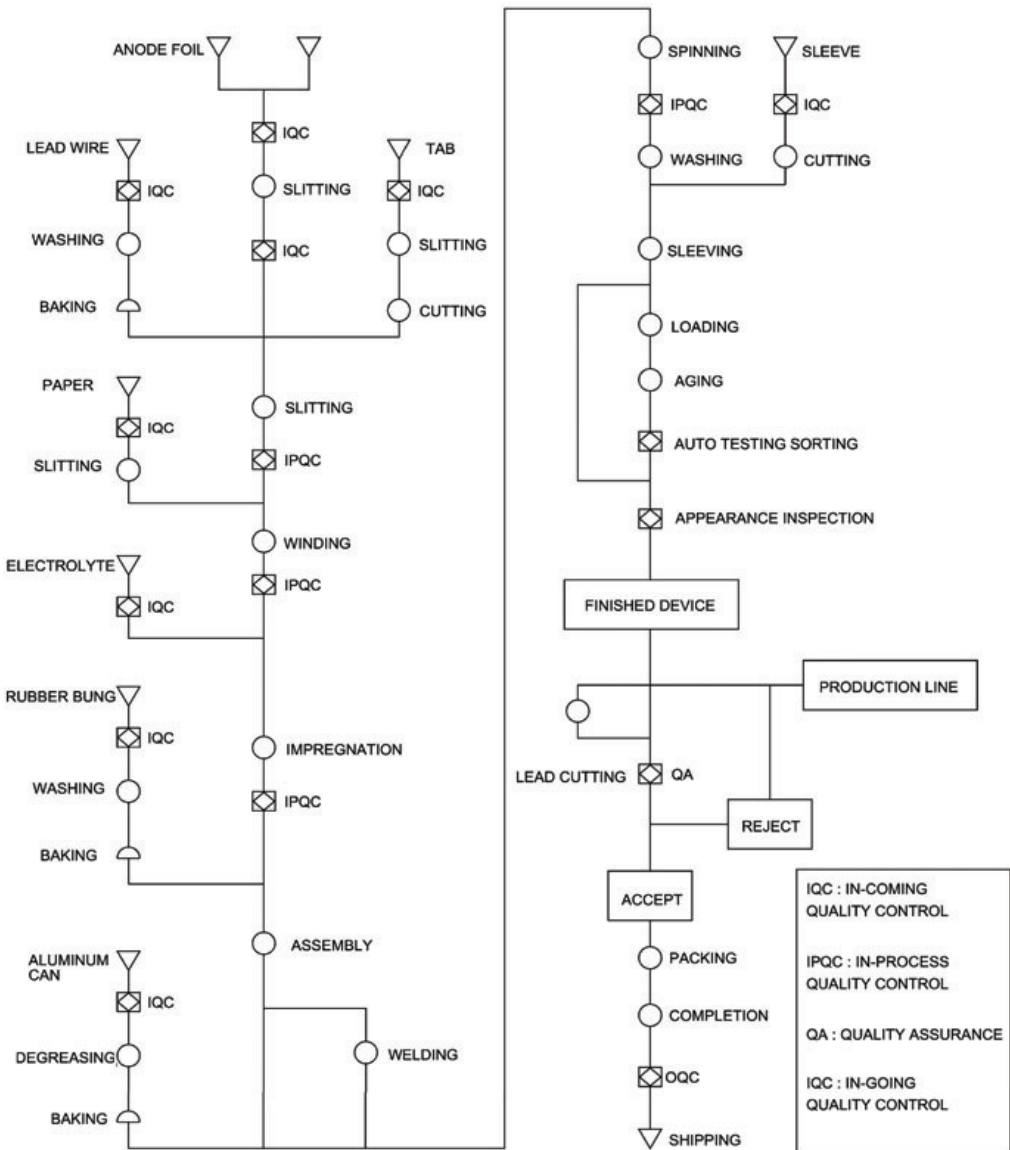 ANODE FOIL
IQC
LEAD WIRE
TAB
IQC
SLITTING
IQC
WASHING
IQC
SLITTING
BAKING
CUTTING
PAPER
SLITTING
IQC
SLITTING
IPQC
WINDING
ELECTROLYTE
IPQC
IQC
RUBBER BUNG
IQC
IMPREGNATION
WASHING
IPQC
BAKING
ASSEMBLY
ALUMINUM
CAN
IQC
DEGREASING
WELDING
BAKING
SPINNING
SLEEVE
IPQC
IQC
WASHING
CUTTING
SLEEVING
LOADING
AGING
AUTO TESTING SORTING
APPEARANCE INSPECTION
FINISHED DEVICE
PRODUCTION LINE
LEAD CUTTING
QA
REJECT
ACCEPT
PACKING
COMPLETION
OQC
SHIPPING
IQC : IN-COMING
QUALITY CONTROL
IPQC : IN-PROCESS
QUALITY CONTROL
QA : QUALITY ASSURANCE
IQC : IN-GOING
QUALITY CONTROL